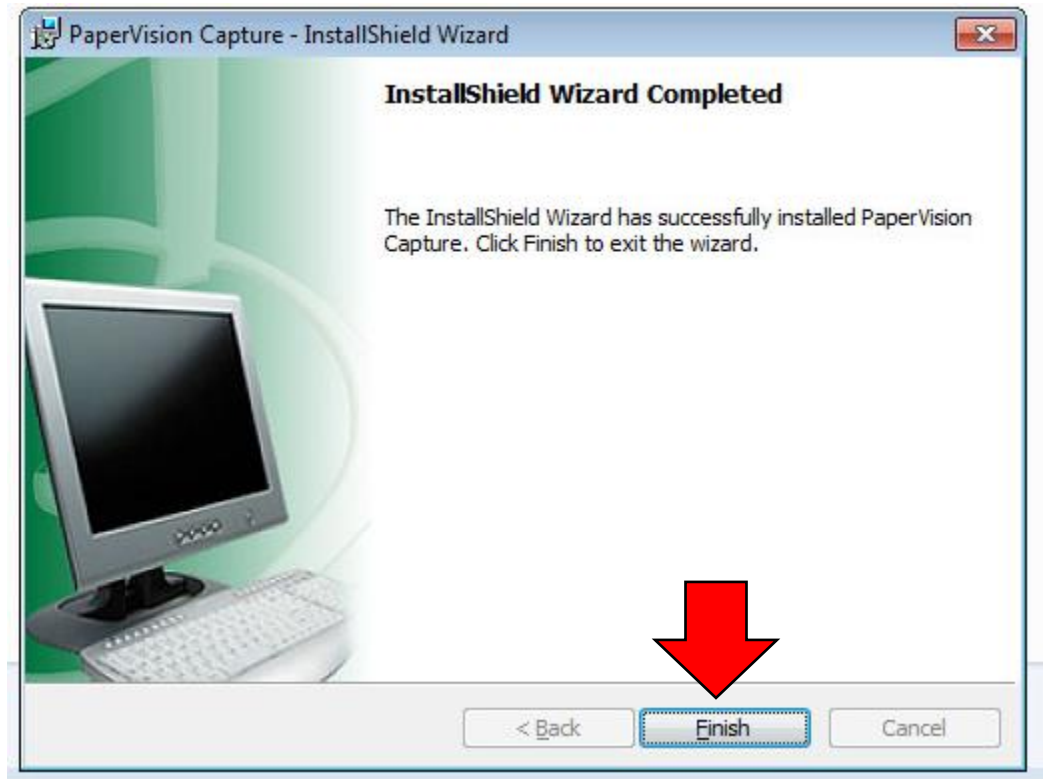 PaperVision Capture - InstallShield Wizard
InstallShield Wizard Completed
The InstallShield Wizard has successfully installed PaperVision
Capture. Click Finish to exit the wizard.
< Back
Finish
Cancel